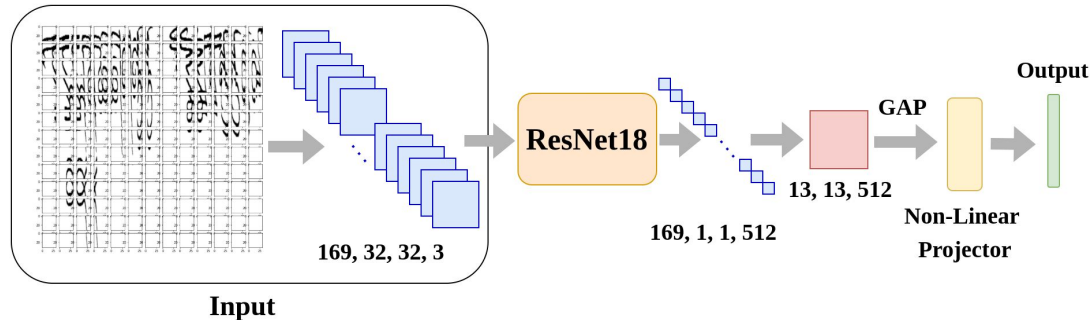 169, 32, 32, 3
Input
ResNet18
169, 1, 1, 512
13, 13, 512
GAP
Non-Linear
Projector
Output